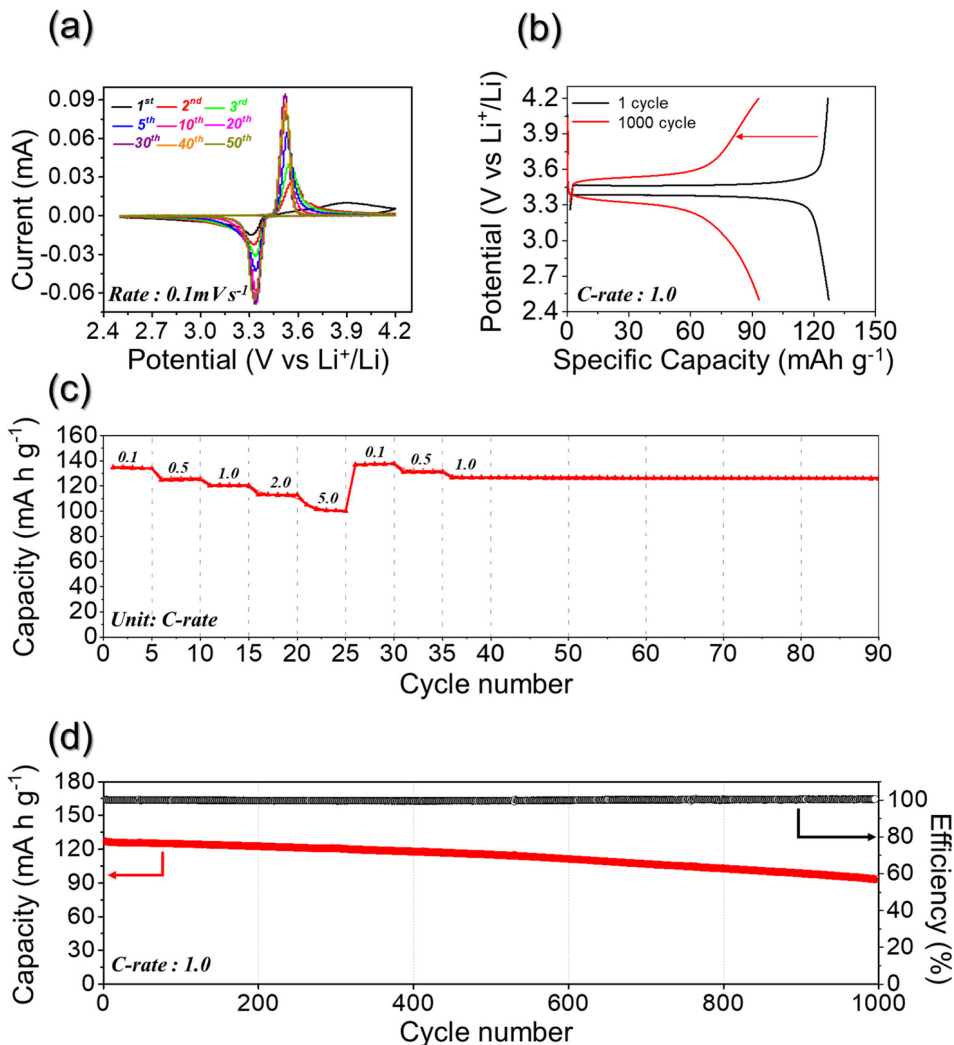 (a)
1st 2nd 3rd
5th 10th 20th
30th 40th 50th
0.09
0.06
0.03
0.00
-0.03
-0.06
Current (mA)
Rate : 0.1mV s-1
2.4 2.7 3.0 3.3 3.6 3.9 4.2
Potential (V vs Li+/Li)
(b)
1 cycle
1000 cycle
4.2
3.9
3.6
3.3
3.0
2.7
2.4
Potential (V vs Li+/Li)
C-rate : 1.0
0 30 60 90 120 150
Specific Capacity (mAh g-1)
(c)
160
140
120
100
80
60
40
20
0
Capacity (mA h g-1)
0.1 0.5 1.0 2.0 5.0 0.1 0.5 1.0
Unit: C-rate
0 5 10 15 20 25 30 35 40 50 60 70 80 90
Cycle number
(d)
180
165
150
135
120
90
75
60
45
30
15
0
Capacity (mA h g-1)
C-rate : 1.0
100
80
60
40
20
0
Efficiency (%)
0 200 400 600 800 1000
Cycle number